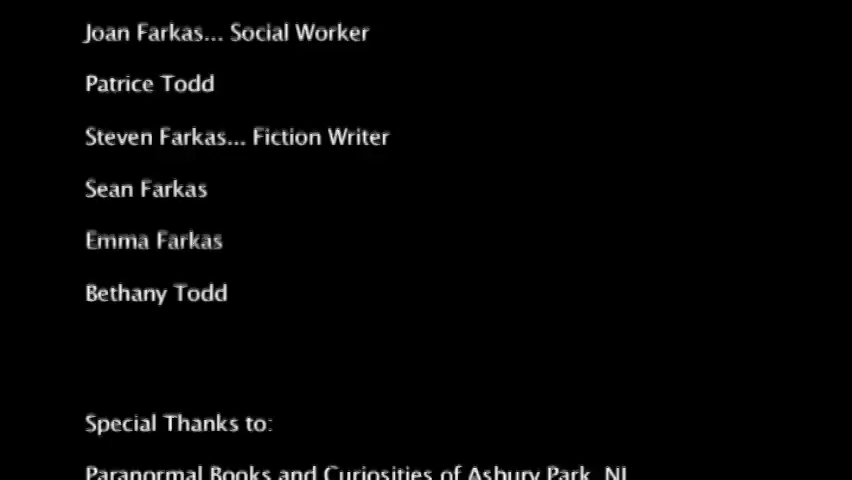 Joan Farkas... Social Worker
Patrice Todd
Steven Farkas... Fiction Writer
Sean Farkas
Emma Farkas
Bethany Todd
Special Thanks to:
Paranormal Books and Curiosities of Asbury Park, NJ